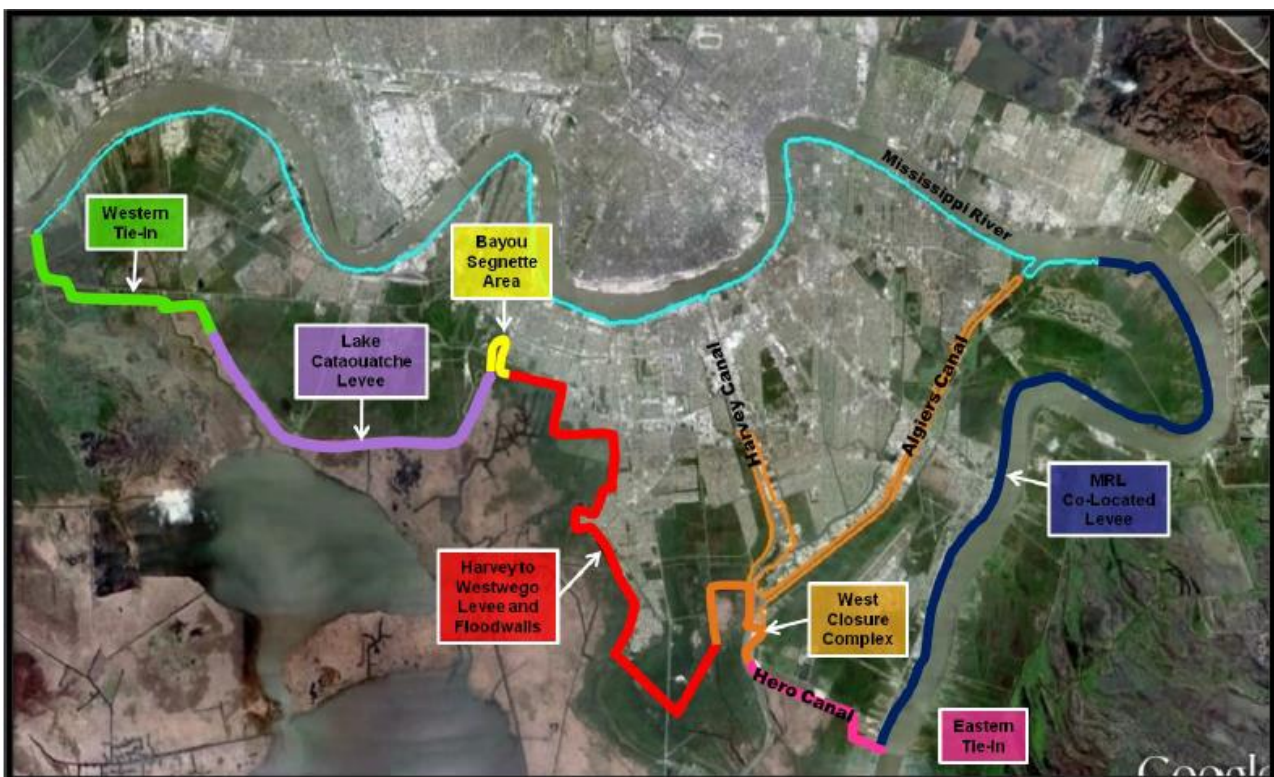 Western
Tie-In
Bayou
Segnette
Area
Mississippi River
Lake
Cataouatche
Levee
Harvey Canal
Algiers Canal
MRL
Co-Located
Levee
Harvey to
Westwego
Levee and
Floodwalls
West
Closure
Complex
Hero Canal
Eastern
Tie-In
Google